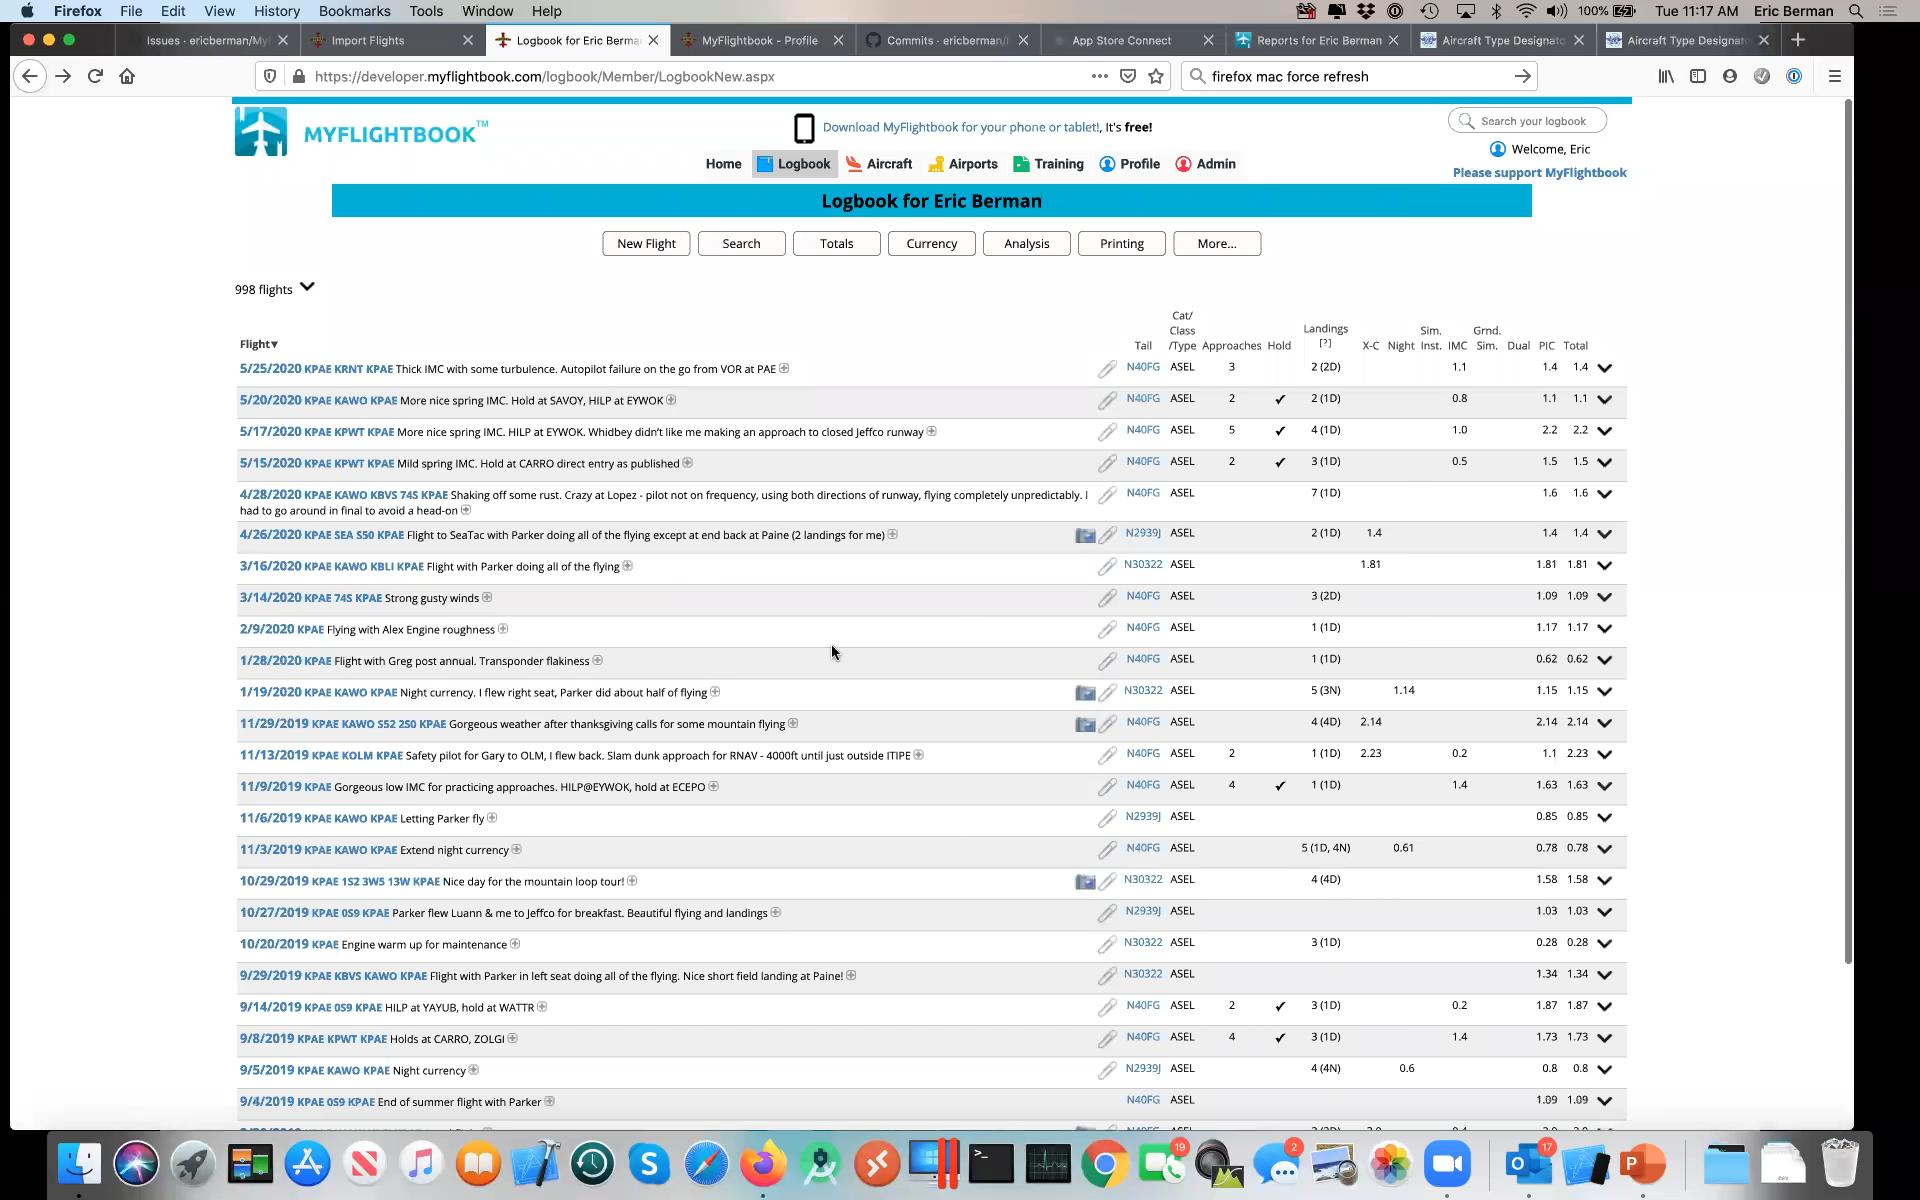 Firefox File Edit View History Bookmarks Tools Window Help 100% Tue 11:17 AM Eric Berman
Issues · ericberman/My Import Flights Logbook for Eric Berma MyFlightbook - Profile Commits · ericberman/ App Store Connect Reports for Eric Berman Aircraft Type Designato Aircraft Type Designat
https://developer.myflightbook.com/logbook/Member/LogbookNew.aspx firefox mac force refresh
MYFLIGHTBOOK™ Download MyFlightbook for your phone or tablet!, It's free! Search your logbook
Welcome, Eric
Home Logbook Aircraft Airports Training Profile Admin
Please support MyFlightbook
Logbook for Eric Berman
New Flight Search Totals Currency Analysis Printing More...
998 flights
Flight▾ Tail Cat/ Class /Type Approaches Hold Landings [?] X-C Night Sim. Inst. IMC Grnd. Sim. Dual PIC Total
5/25/2020 KPAE KRNT KPAE Thick IMC with some turbulence. Autopilot failure on the go from VOR at PAE N40FG ASEL 3 2 (2D) 1.1 1.4 1.4
5/20/2020 KPAE KAWO KPAE More nice spring IMC. Hold at SAVOY, HILP at EYWOK N40FG ASEL 2 ✔ 2 (1D) 0.8 1.1 1.1
5/17/2020 KPAE KPWT KPAE More nice spring IMC. HILP at EYWOK. Whidbey didn't like me making an approach to closed Jeffco runway N40FG ASEL 5 ✔ 4 (1D) 1.0 2.2 2.2
5/15/2020 KPAE KPWT KPAE Mild spring IMC. Hold at CARRO direct entry as published N40FG ASEL 2 ✔ 3 (1D) 0.5 1.5 1.5
4/28/2020 KPAE KAWO KBVS 74S KPAE Shaking off some rust. Crazy at Lopez - pilot not on frequency, using both directions of runway, flying completely unpredictably. I N40FG ASEL 7 (1D) 1.6 1.6
had to go around in final to avoid a head-on
4/26/2020 KPAE SEA S50 KPAE Flight to SeaTac with Parker doing all of the flying except at end back at Paine (2 landings for me) N2939J ASEL 2 (1D) 1.4 1.4 1.4
3/16/2020 KPAE KAWO KBLI KPAE Flight with Parker doing all of the flying N30322 ASEL 1.81 1.81 1.81
3/14/2020 KPAE 74S KPAE Strong gusty winds N40FG ASEL 3 (2D) 1.09 1.09
2/9/2020 KPAE Flying with Alex Engine roughness N40FG ASEL 1 (1D) 1.17 1.17
1/28/2020 KPAE Flight with Greg post annual. Transponder flakiness N40FG ASEL 1 (1D) 0.62 0.62
1/19/2020 KPAE KAWO KPAE Night currency. I flew right seat, Parker did about half of flying N30322 ASEL 5 (3N) 1.14 1.15 1.15
11/29/2019 KPAE KAWO S52 2S0 KPAE Gorgeous weather after thanksgiving calls for some mountain flying N40FG ASEL 4 (4D) 2.14 2.14 2.14
11/13/2019 KPAE KOLM KPAE Safety pilot for Gary to OLM, I flew back. Slam dunk approach for RNAV - 4000ft until just outside ITIPE N40FG ASEL 2 1 (1D) 2.23 0.2 1.1 2.23
11/9/2019 KPAE Gorgeous low IMC for practicing approaches. HILP@EYWOK, hold at ECEPO N40FG ASEL 4 ✔ 1 (1D) 1.4 1.63 1.63
11/6/2019 KPAE KAWO KPAE Letting Parker fly N2939J ASEL 0.85 0.85
11/3/2019 KPAE KAWO KPAE Extend night currency N40FG ASEL 5 (1D, 4N) 0.61 0.78 0.78
10/29/2019 KPAE 1S2 3W5 13W KPAE Nice day for the mountain loop tour! N30322 ASEL 4 (4D) 1.58 1.58
10/27/2019 KPAE 0S9 KPAE Parker flew Luann & me to Jeffco for breakfast. Beautiful flying and landings N2939J ASEL 1.03 1.03
10/20/2019 KPAE Engine warm up for maintenance N30322 ASEL 3 (1D) 0.28 0.28
9/29/2019 KPAE KBVS KAWO KPAE Flight with Parker in left seat doing all of the flying. Nice short field landing at Paine! N30322 ASEL 1.34 1.34
9/14/2019 KPAE 0S9 KPAE HILP at YAYUB, hold at WATTR N40FG ASEL 2 ✔ 3 (1D) 0.2 1.87 1.87
9/8/2019 KPAE KPWT KPAE Holds at CARRO, ZOLGI N40FG ASEL 4 ✔ 3 (1D) 1.4 1.73 1.73
9/5/2019 KPAE KAWO KPAE Night currency N2939J ASEL 4 (4N) 0.6 0.8 0.8
9/4/2019 KPAE 0S9 KPAE End of summer flight with Parker N40FG ASEL 1.09 1.09
19 2 17